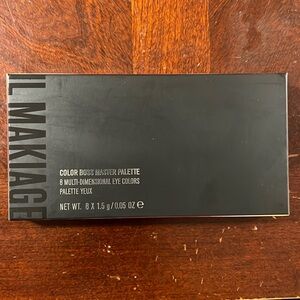 IL MAKIAGE
COLOR BOSS MASTER PALETTE
8 MULTI-DIMENSIONAL EYE COLORS
PALETTE YEUX
NET WT. 8 X 1.5 g/0.05 OZ ℮